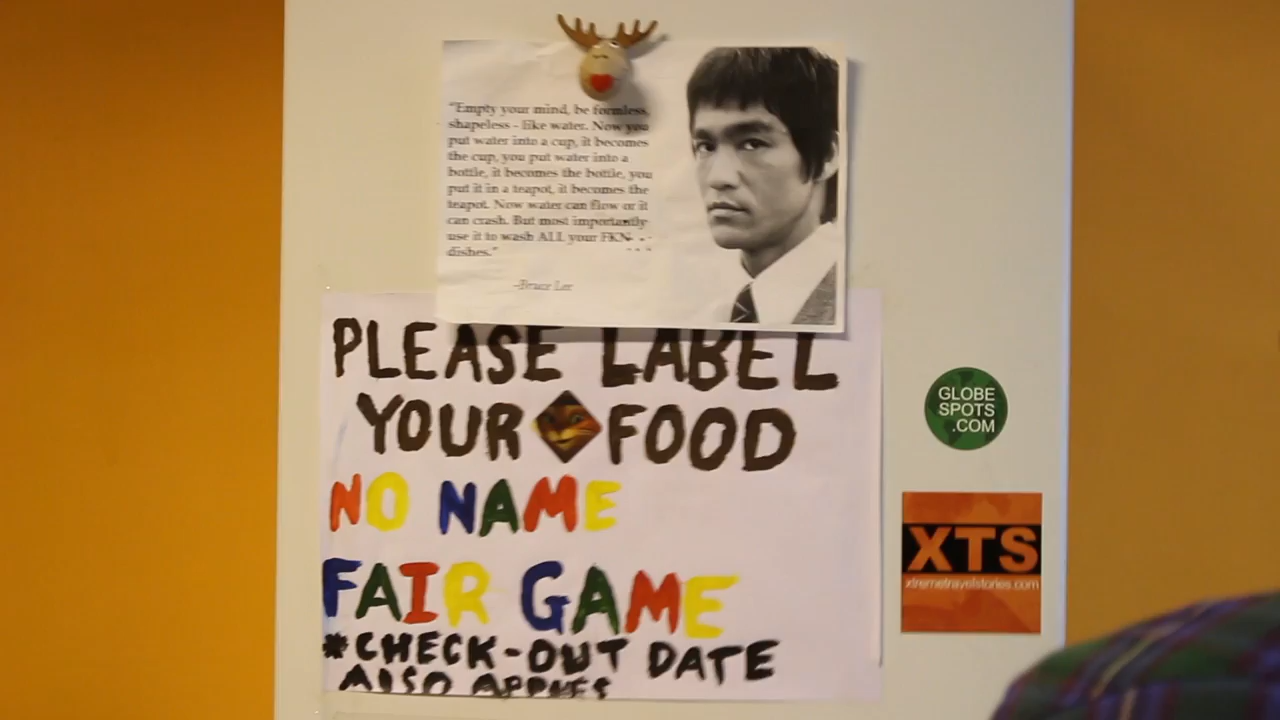 "Empty your mind, be formless,
shapeless - like water. Now you
put water into a cup, it becomes
the cup, you put water into a
bottle, it becomes the bottle, you
put it in a teapot, it becomes the
teapot. Now water can flow or it
can crash. But most importantly
use it to wash ALL your FKN
dishes."
-Bruce Lee
PLEASE LABEL
YOUR FOOD
NO NAME
FAIR GAME
*CHECK-OUT DATE
ALSO APPLIES
GLOBE
SPOTS
.COM
XTS
xtremetravelstories.com